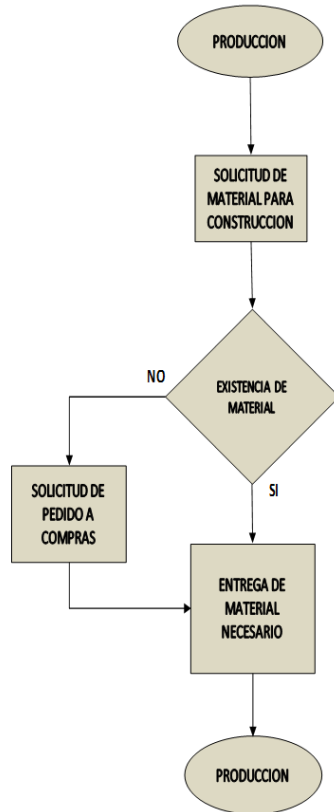 PRODUCCION
SOLICITUD DE
MATERIAL PARA
CONSTRUCCION
EXISTENCIA DE
MATERIAL
NO
SI
SOLICITUD DE
PEDIDO A
COMPRAS
ENTREGA DE
MATERIAL
NECESARIO
PRODUCCION